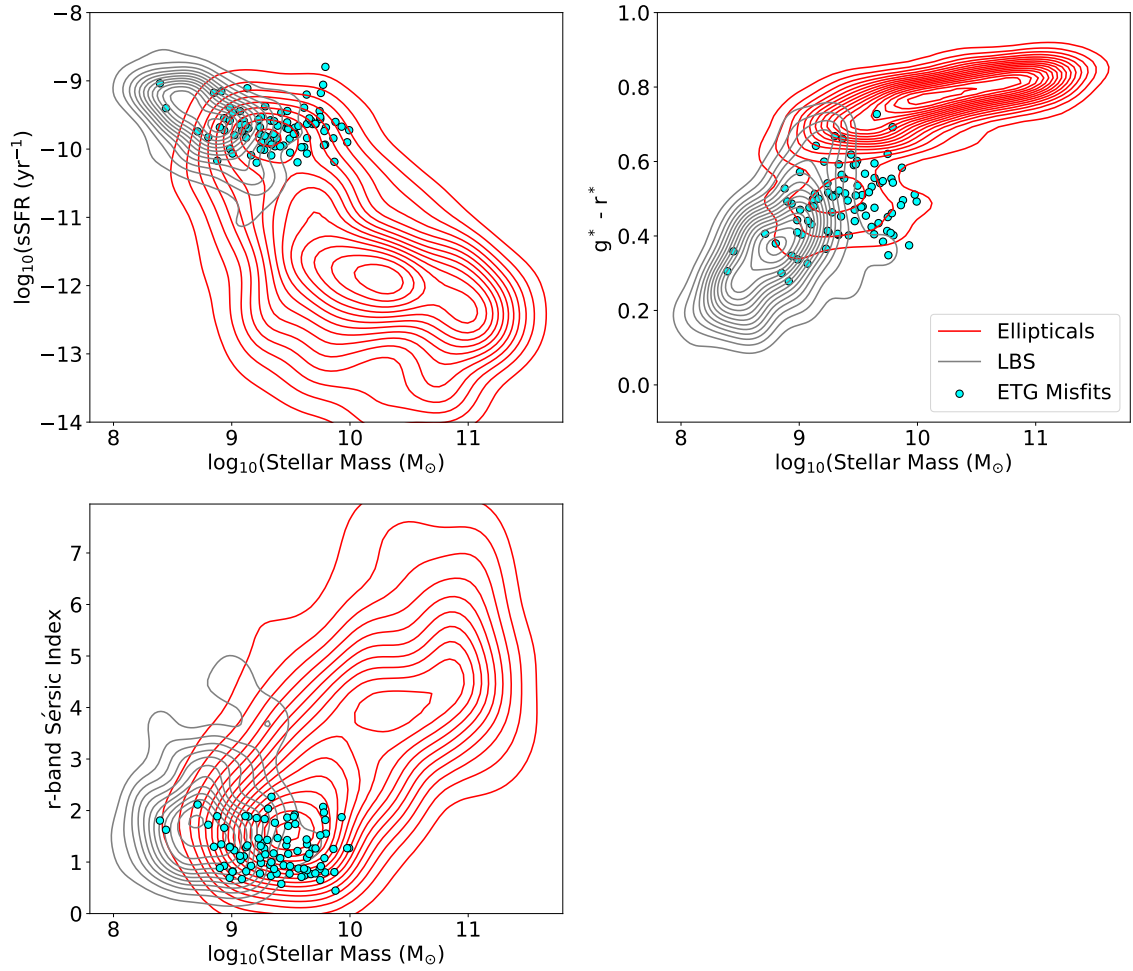 −8
−9
−10
−11
−12
−13
−14
log₁₀(sSFR (yr⁻¹)
8 9 10 11
log₁₀(Stellar Mass (M⊙)
1.0
0.8
0.6
0.4
0.2
0.0
g* - r*
8 9 10 11
log₁₀(Stellar Mass (M⊙)
Ellipticals
LBS
ETG Misfits
7
6
5
4
3
2
1
0
r-band Sérsic Index
8 9 10 11
log₁₀(Stellar Mass (M⊙)